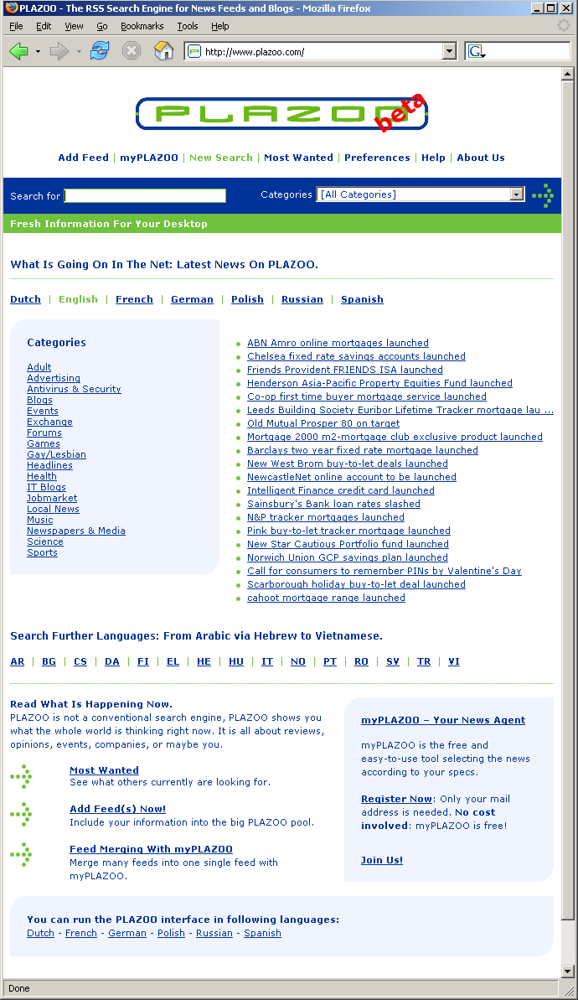 PLAZOO - The RSS Search Engine for News Feeds and Blogs - Mozilla Firefox
File Edit View Go Bookmarks Tools Help
http://www.plazoo.com/
G
PLAZOO beta
Add Feed | myPLAZOO | New Search | Most Wanted | Preferences | Help | About Us
Search for Categories [All Categories]
Fresh Information For Your Desktop
What Is Going On In The Net: Latest News On PLAZOO.
Dutch | English | French | German | Polish | Russian | Spanish
Categories
Adult
Advertising
Antivirus & Security
Blogs
Events
Exchange
Forums
Games
Gay/Lesbian
Headlines
Health
IT Blogs
Jobmarket
Local News
Music
Newspapers & Media
Science
Sports
ABN Amro online mortgages launched
Chelsea fixed rate savings accounts launched
Friends Provident FRIENDS ISA launched
Henderson Asia-Pacific Property Equities Fund launched
Co-op first time buyer mortgage service launched
Leeds Building Society Euribor Lifetime Tracker mortgage lau ...
Old Mutual Prosper 80 on target
Mortgage 2000 m2-mortgage club exclusive product launched
Barclays two year fixed rate mortgage launched
New West Brom buy-to-let deals launched
NewcastleNet online account to be launched
Intelligent Finance credit card launched
Sainsbury's Bank loan rates slashed
N&P tracker mortgages launched
Pink buy-to-let tracker mortgage launched
New Star Cautious Portfolio fund launched
Norwich Union GCP savings plan launched
Call for consumers to remember PINs by Valentine's Day
Scarborough holiday buy-to-let deal launched
cahoot mortgage range launched
Search Further Languages: From Arabic via Hebrew to Vietnamese.
AR | BG | CS | DA | FI | EL | HE | HU | IT | NO | PT | RO | SV | TR | VI
Read What Is Happening Now.
PLAZOO is not a conventional search engine, PLAZOO shows you
what the whole world is thinking right now. It is all about reviews,
opinions, events, companies, or maybe you.
Most Wanted
See what others currently are looking for.
Add Feed(s) Now!
Include your information into the big PLAZOO pool.
Feed Merging With myPLAZOO
Merge many feeds into one single feed with
myPLAZOO.
myPLAZOO – Your News Agent
myPLAZOO is the free and
easy-to-use tool selecting the news
according to your specs.
Register Now: Only your mail
address is needed. No cost
involved: myPLAZOO is free!
Join Us!
You can run the PLAZOO interface in following languages:
Dutch - French - German - Polish - Russian - Spanish
Done